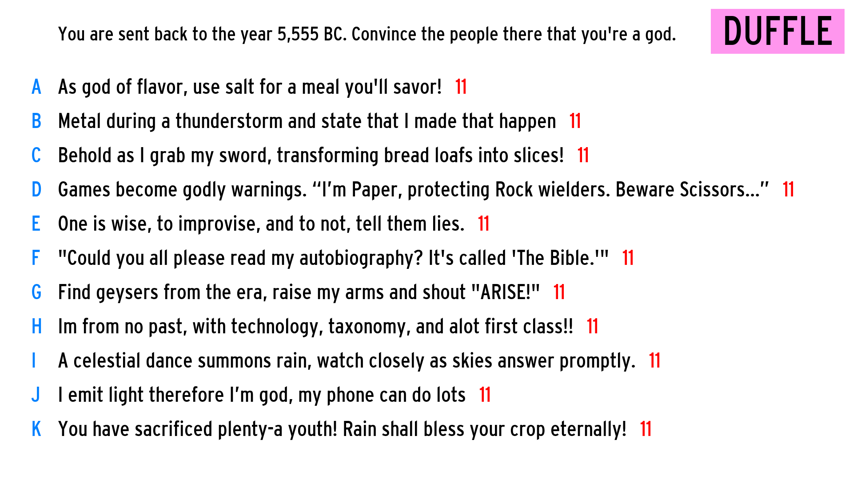 You are sent back to the year 5,555 BC. Convince the people there that you're a god.
DUFFLE
A As god of flavor, use salt for a meal you'll savor! 11
B Metal during a thunderstorm and state that I made that happen 11
C Behold as I grab my sword, transforming bread loafs into slices! 11
D Games become godly warnings. “I’m Paper, protecting Rock wielders. Beware Scissors...” 11
E One is wise, to improvise, and to not, tell them lies. 11
F "Could you all please read my autobiography? It's called 'The Bible.'" 11
G Find geysers from the era, raise my arms and shout "ARISE!" 11
H Im from no past, with technology, taxonomy, and alot first class!! 11
I A celestial dance summons rain, watch closely as skies answer promptly. 11
J I emit light therefore I’m god, my phone can do lots 11
K You have sacrificed plenty-a youth! Rain shall bless your crop eternally! 11